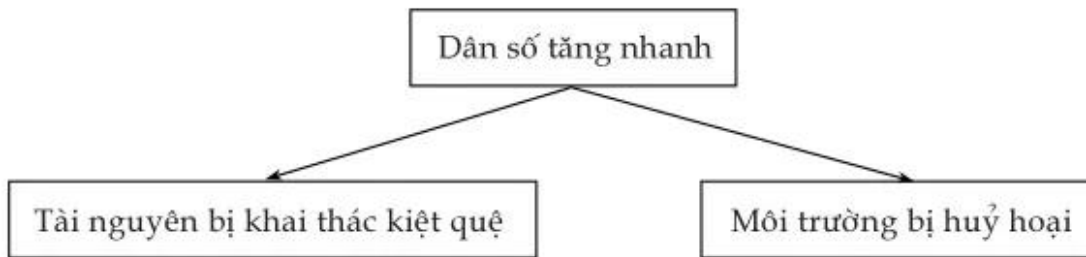 Dân số tăng nhanh
Tài nguyên bị khai thác kiệt quệ
Môi trường bị huỷ hoại